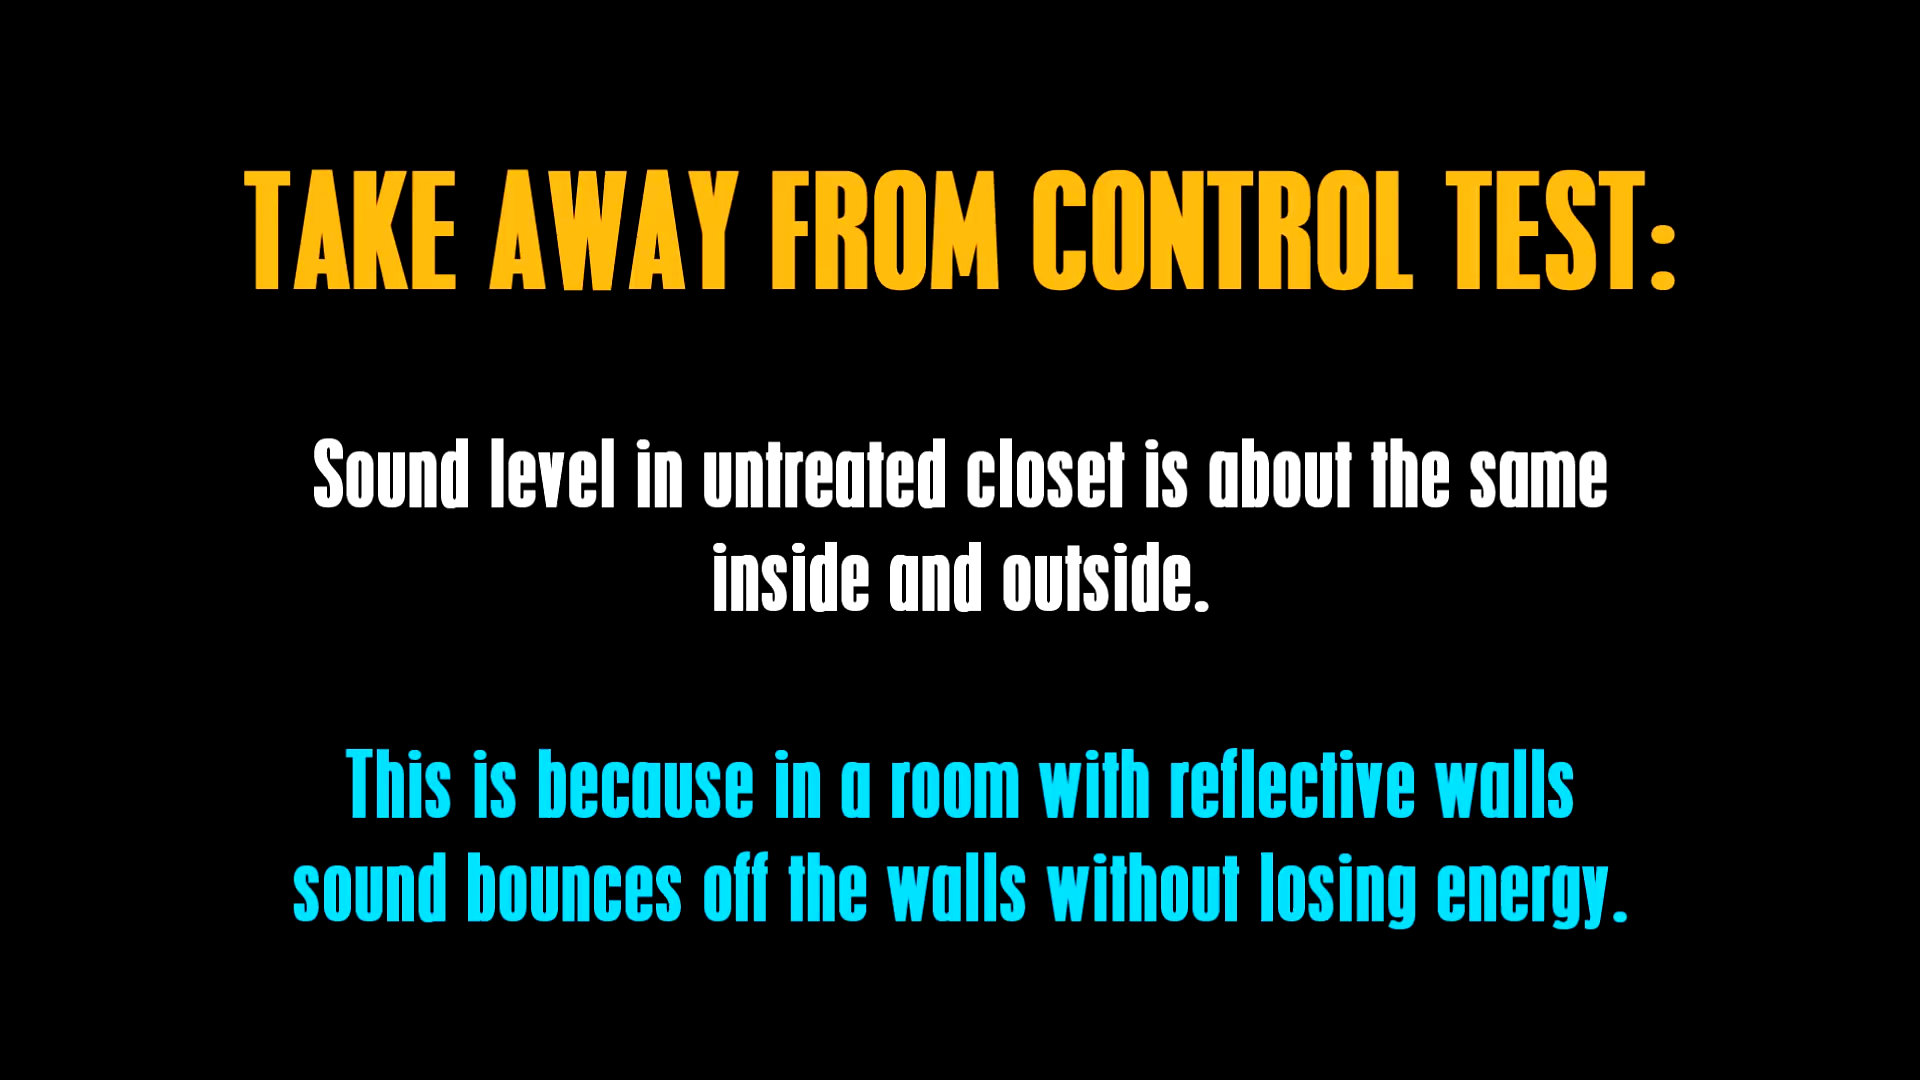 TAKE AWAY FROM CONTROL TEST:
Sound level in untreated closet is about the same
inside and outside.
This is because in a room with reflective walls
sound bounces off the walls without losing energy.